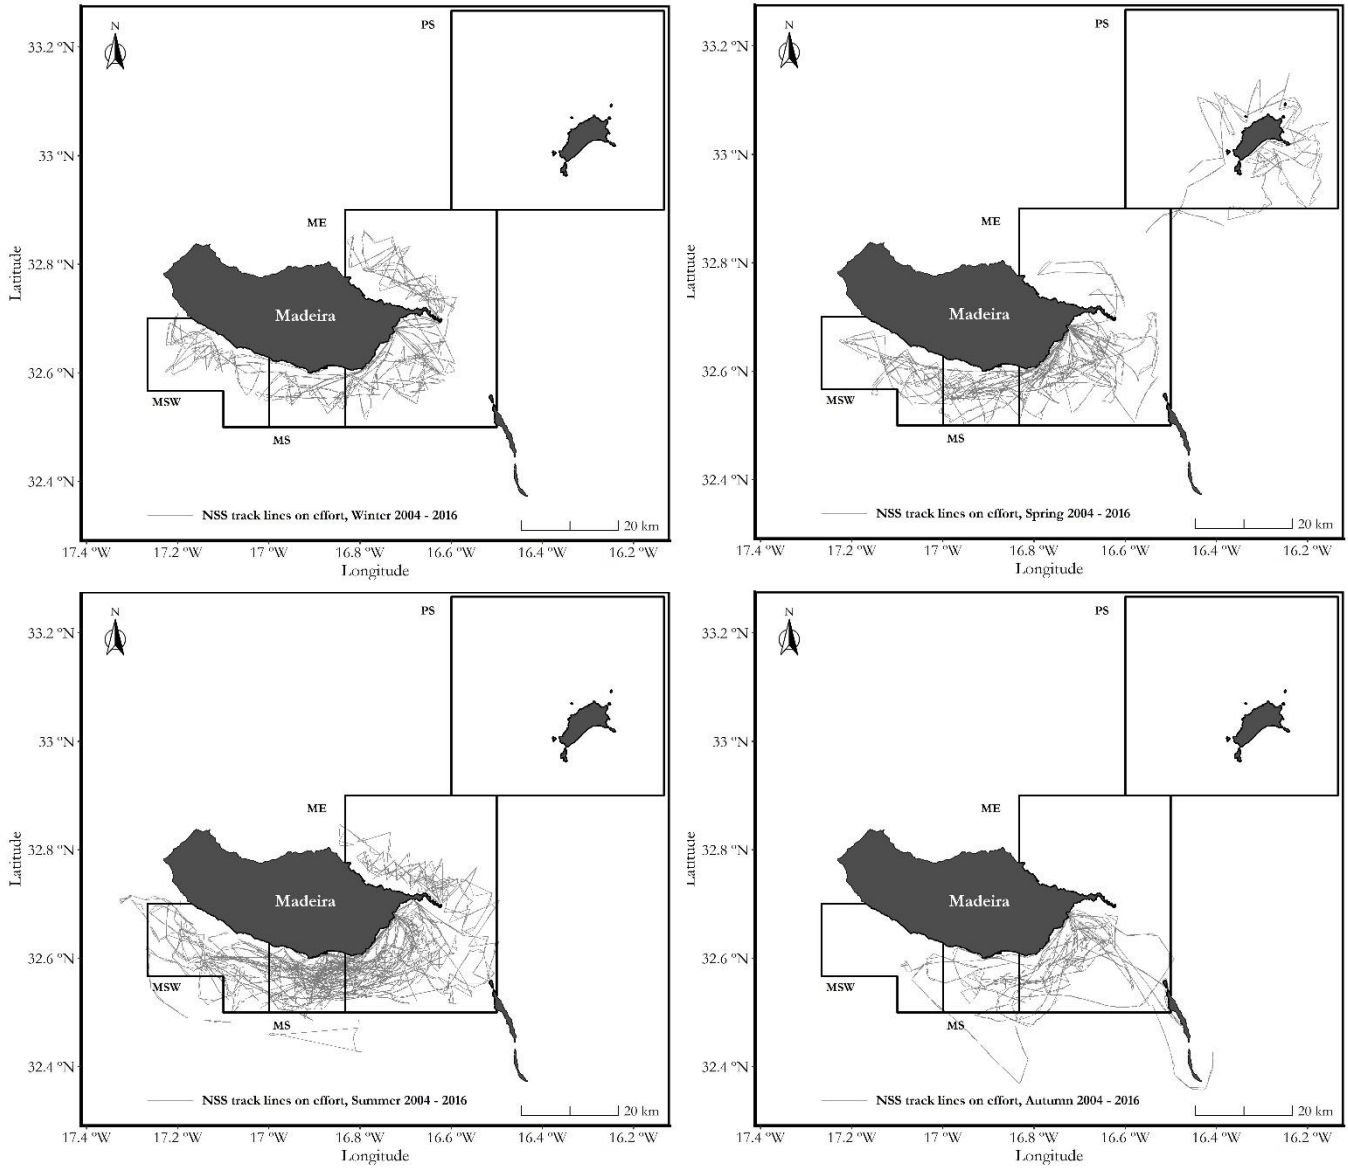 N
PS
33.2 °N
33 °N
ME
32.8 °N
Latitude
Madeira
32.6 °N
MSW
MS
32.4 °N
NSS track lines on effort, Winter 2004 - 2016
20 km
17.4 °W 17.2 °W 17.0 °W 16.8 °W 16.6 °W 16.4 °W 16.2 °W
Longitude
N
PS
33.2 °N
33 °N
ME
32.8 °N
Latitude
Madeira
32.6 °N
MSW
MS
32.4 °N
NSS track lines on effort, Spring 2004 - 2016
20 km
17.4 °W 17.2 °W 17.0 °W 16.8 °W 16.6 °W 16.4 °W 16.2 °W
Longitude
N
PS
33.2 °N
33 °N
ME
32.8 °N
Latitude
Madeira
32.6 °N
MSW
MS
32.4 °N
NSS track lines on effort, Summer 2004 - 2016
20 km
17.4 °W 17.2 °W 17.0 °W 16.8 °W 16.6 °W 16.4 °W 16.2 °W
Longitude
N
PS
33.2 °N
33 °N
ME
32.8 °N
Latitude
Madeira
32.6 °N
MSW
MS
32.4 °N
NSS track lines on effort, Autumn 2004 - 2016
20 km
17.4 °W 17.2 °W 17.0 °W 16.8 °W 16.6 °W 16.4 °W 16.2 °W
Longitude